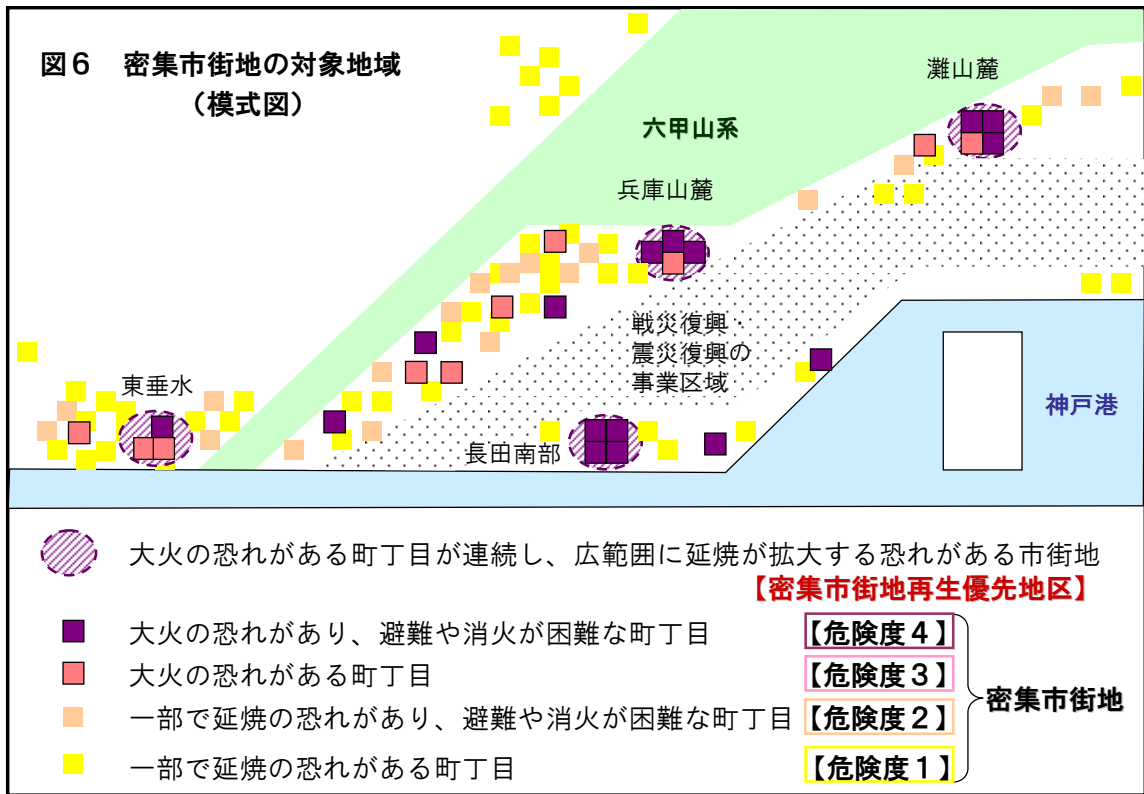 図6　密集市街地の対象地域
（模式図）
灘山麓
六甲山系
兵庫山麓
戦災復興・
震災復興の
事業区域
東垂水
神戸港
長田南部
大火の恐れがある町丁目が連続し、広範囲に延焼が拡大する恐れがある市街地
【密集市街地再生優先地区】
大火の恐れがあり、避難や消火が困難な町丁目　【危険度４】
大火の恐れがある町丁目　【危険度３】
密集市街地
一部で延焼の恐れがあり、避難や消火が困難な町丁目　【危険度２】
一部で延焼の恐れがある町丁目　【危険度１】